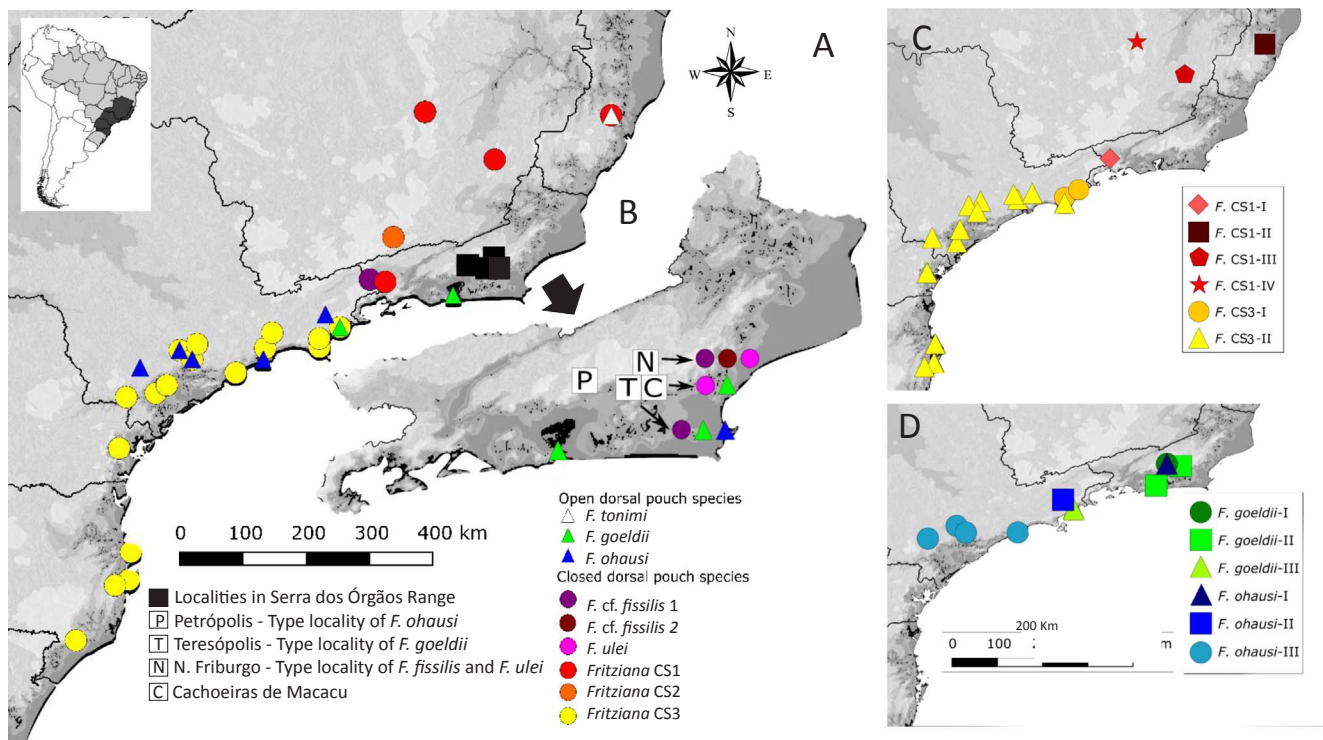 A
N
W
E
S
B
N
P
T C
0 100 200 300 400 km
Localities in Serra dos Órgãos Range
P Petrópolis - Type locality of F. ohausi
T Teresópolis - Type locality of F. goeldii
N N. Friburgo - Type locality of F. fissilis and F. ulei
C Cachoeiras de Macacu
Open dorsal pouch species
F. tonimi
F. goeldii
F. ohausi
Closed dorsal pouch species
F. cf. fissilis 1
F. cf. fissilis 2
F. ulei
Fritziana CS1
Fritziana CS2
Fritziana CS3
C
F. CS1-I
F. CS1-II
F. CS1-III
F. CS1-IV
F. CS3-I
F. CS3-II
D
F. goeldii-I
F. goeldii-II
F. goeldii-III
F. ohausi-I
F. ohausi-II
F. ohausi-III
200 Km
0 100 200 300 400 m